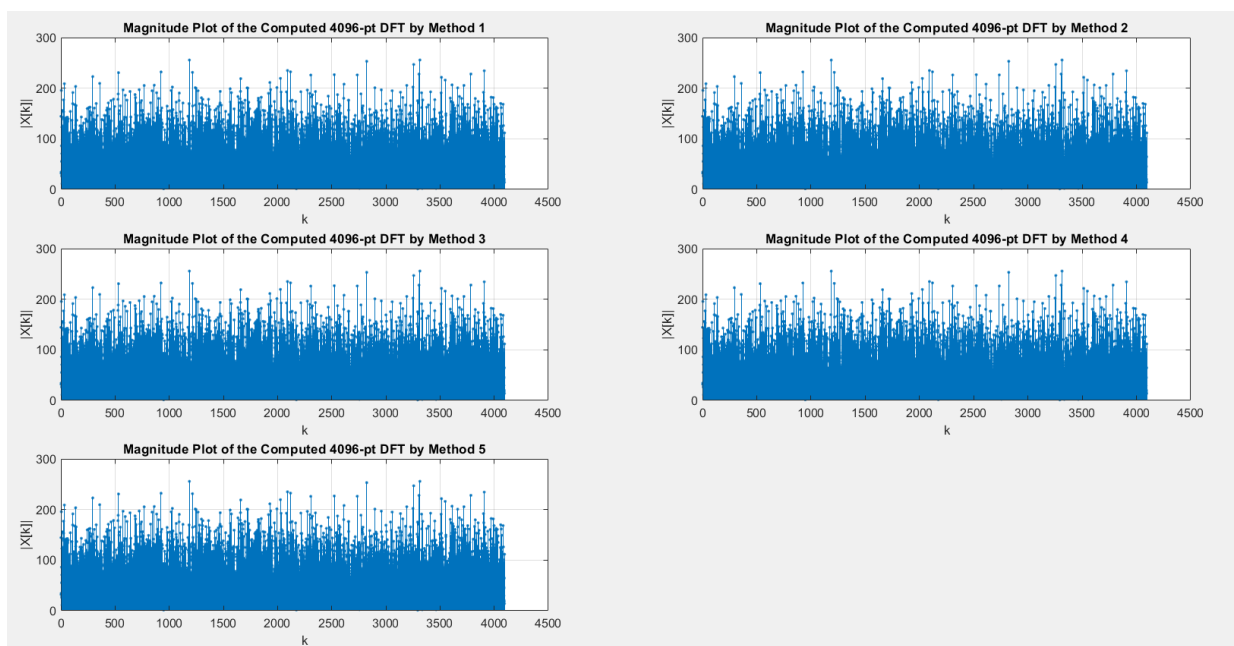 Magnitude Plot of the Computed 4096-pt DFT by Method 1
300
200
100
0
|X[k]|
0 500 1000 1500 2000 2500 3000 3500 4000 4500
k
Magnitude Plot of the Computed 4096-pt DFT by Method 2
300
200
100
0
|X[k]|
0 500 1000 1500 2000 2500 3000 3500 4000 4500
k
Magnitude Plot of the Computed 4096-pt DFT by Method 3
300
200
100
0
|X[k]|
0 500 1000 1500 2000 2500 3000 3500 4000 4500
k
Magnitude Plot of the Computed 4096-pt DFT by Method 4
300
200
100
0
|X[k]|
0 500 1000 1500 2000 2500 3000 3500 4000 4500
k
Magnitude Plot of the Computed 4096-pt DFT by Method 5
300
200
100
0
|X[k]|
0 500 1000 1500 2000 2500 3000 3500 4000 4500
k